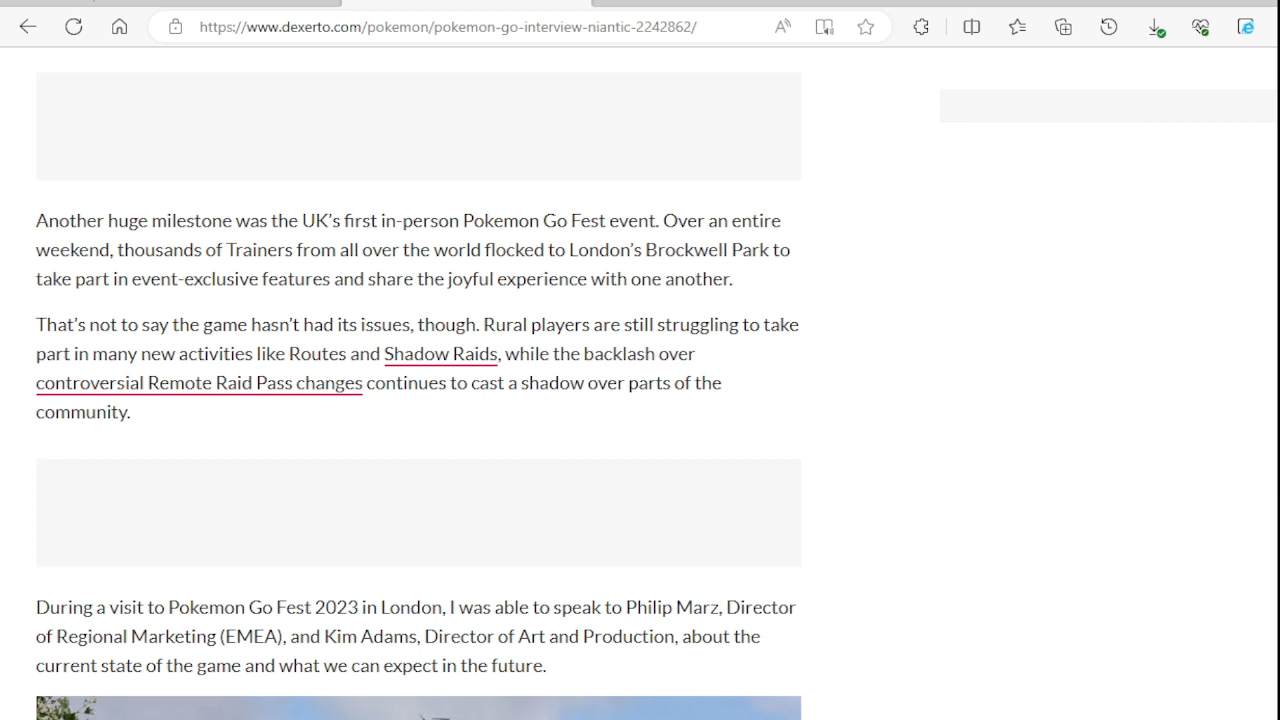 https://www.dexerto.com/pokemon/pokemon-go-interview-niantic-2242862/
Another huge milestone was the UK's first in-person Pokemon Go Fest event. Over an entire
weekend, thousands of Trainers from all over the world flocked to London's Brockwell Park to
take part in event-exclusive features and share the joyful experience with one another.
That's not to say the game hasn't had its issues, though. Rural players are still struggling to take
part in many new activities like Routes and Shadow Raids, while the backlash over
controversial Remote Raid Pass changes continues to cast a shadow over parts of the
community.
During a visit to Pokemon Go Fest 2023 in London, I was able to speak to Philip Marz, Director
of Regional Marketing (EMEA), and Kim Adams, Director of Art and Production, about the
current state of the game and what we can expect in the future.